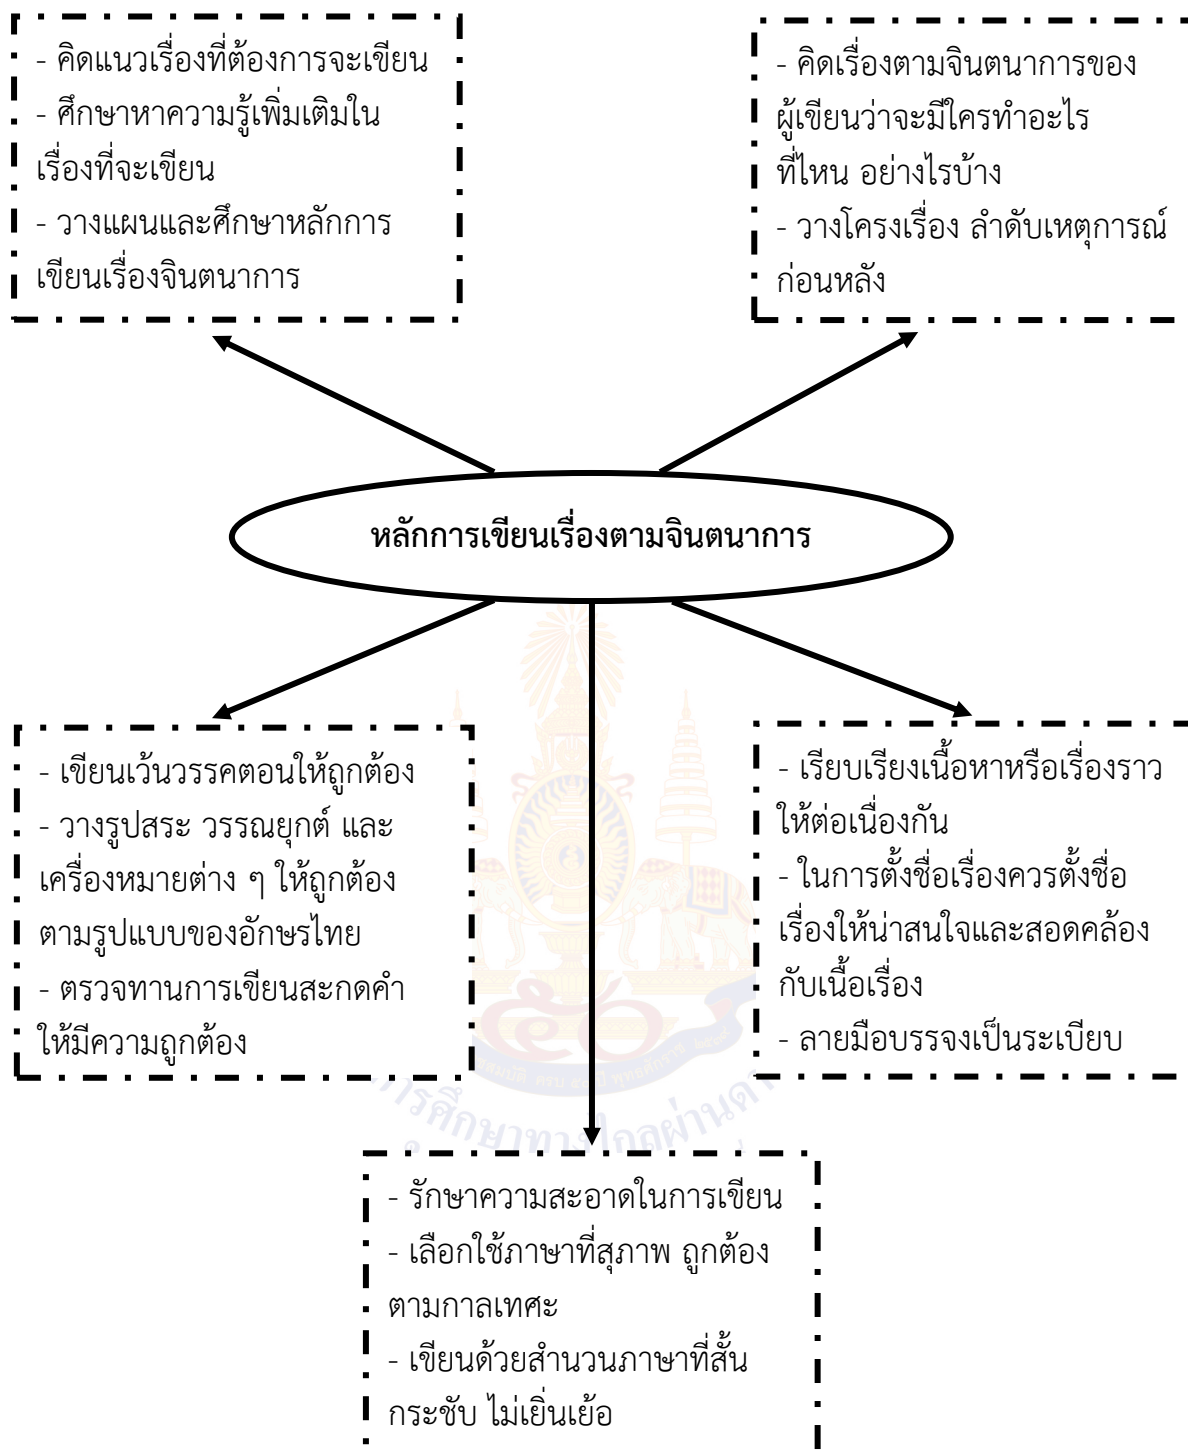 - คิดแนวเรื่องที่ต้องการจะเขียน
- ศึกษาหาความรู้เพิ่มเติมใน
เรื่องที่จะเขียน
- วางแผนและศึกษาหลักการ
เขียนเรื่องจินตนาการ
- คิดเรื่องตามจินตนาการของ
ผู้เขียนว่าจะมีใครทำอะไร
ที่ไหน อย่างไรบ้าง
- วางโครงเรื่อง ลำดับเหตุการณ์
ก่อนหลัง
หลักการเขียนเรื่องตามจินตนาการ
- เขียนเว้นวรรคตอนให้ถูกต้อง
- วางรูปสระ วรรณยุกต์ และ
เครื่องหมายต่าง ๆ ให้ถูกต้อง
ตามรูปแบบของอักษรไทย
- ตรวจทานการเขียนสะกดคำ
ให้มีความถูกต้อง
- เรียบเรียงเนื้อหาหรือเรื่องราว
ให้ต่อเนื่องกัน
- ในการตั้งชื่อเรื่องควรตั้งชื่อ
เรื่องให้น่าสนใจและสอดคล้อง
กับเนื้อเรื่อง
- ลายมือบรรจงเป็นระเบียบ
การศึกษาทางไกลผ่านดา
- รักษาความสะอาดในการเขียน
- เลือกใช้ภาษาที่สุภาพ ถูกต้อง
ตามกาลเทศะ
- เขียนด้วยสำนวนภาษาที่สั้น
กระชับ ไม่เยิ่นเย้อ